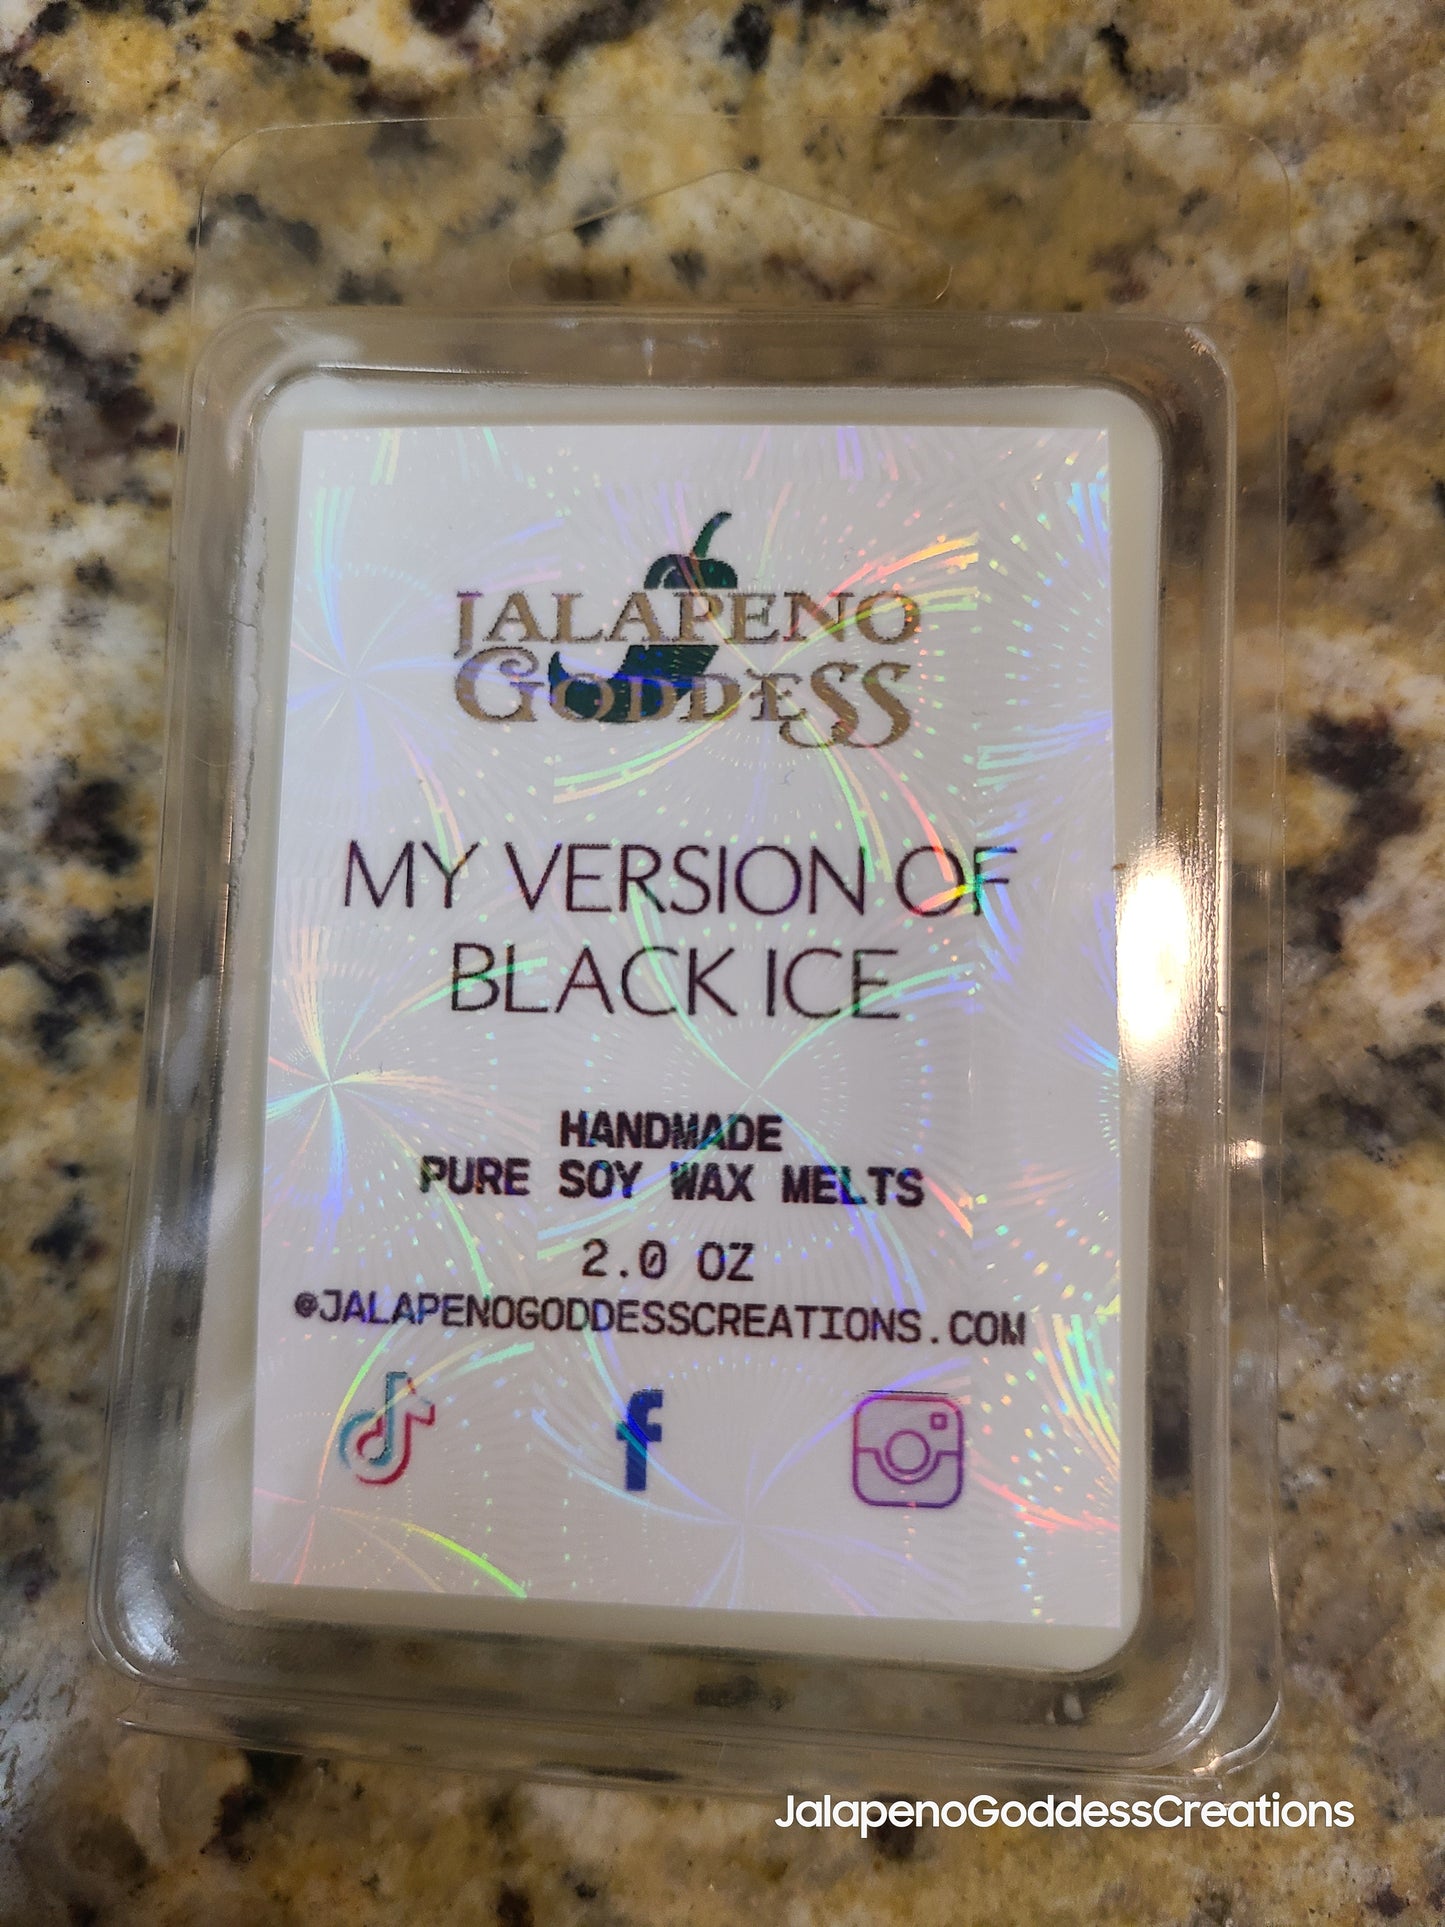 JALAPENO
GODDESS
MY VERSION OF
BLACK ICE
HANDMADE
PURE SOY WAX MELTS
2.0 OZ
@JALAPENOGODDESSCREATIONS.COM
JalapenoGoddessCreations